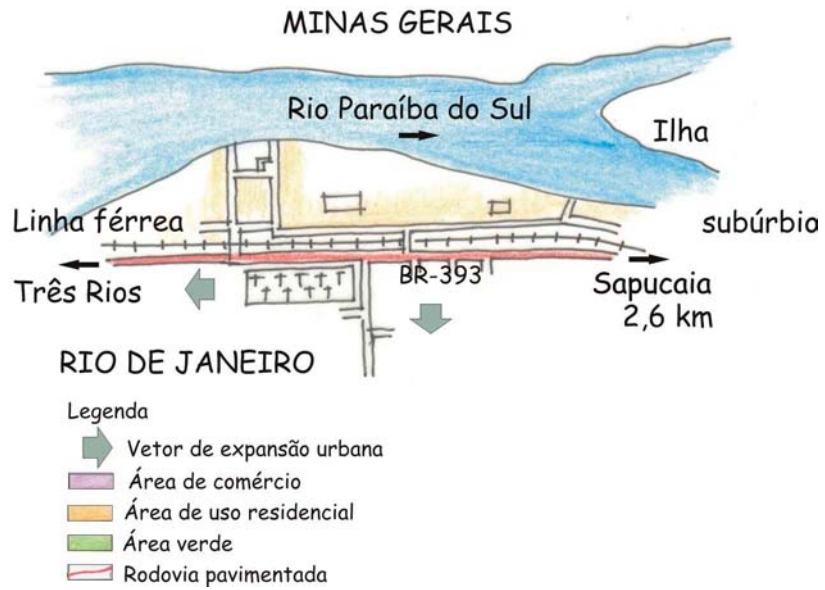 MINAS GERAIS
Rio Paraíba do Sul
Ilha
Linha férrea
subúrbio
BR-393
Três Rios
Sapucaia
2,6 km
RIO DE JANEIRO
Legenda
Vetor de expansão urbana
Área de comércio
Área de uso residencial
Área verde
Rodovia pavimentada